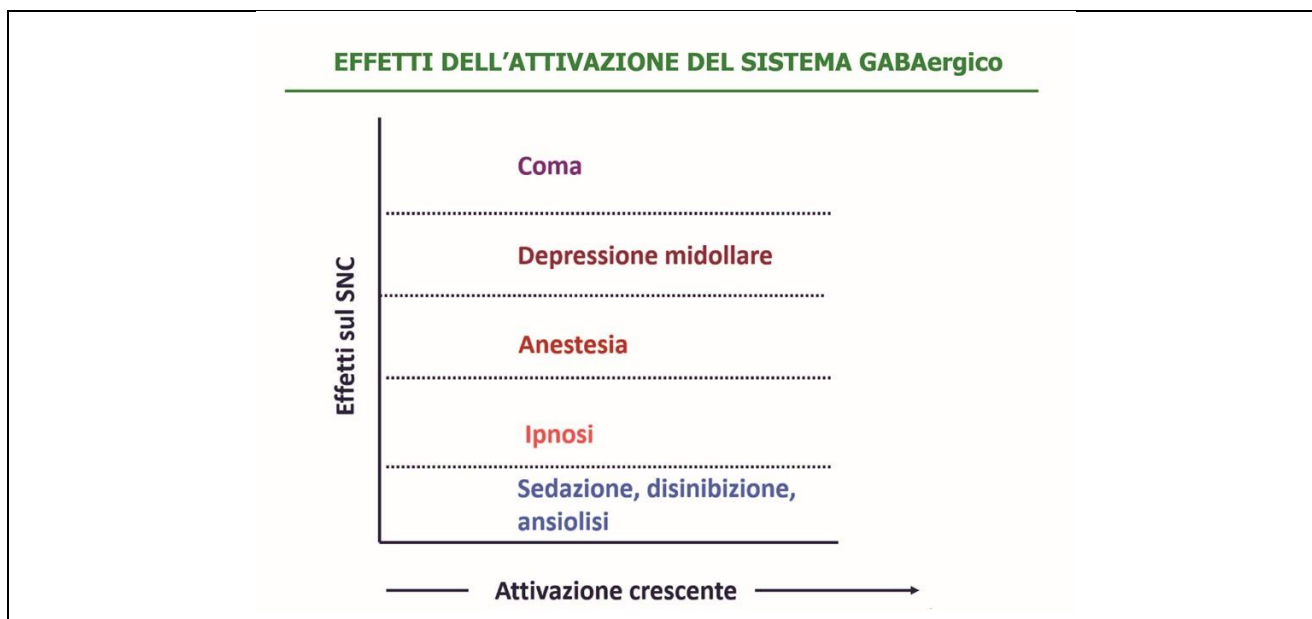 EFFETTI DELL'ATTIVAZIONE DEL SISTEMA GABAergico
Effetti sul SNC
Coma
Depressione midollare
Anestesia
Ipnosi
Sedazione, disinibizione,
ansiolisi
Attivazione crescente